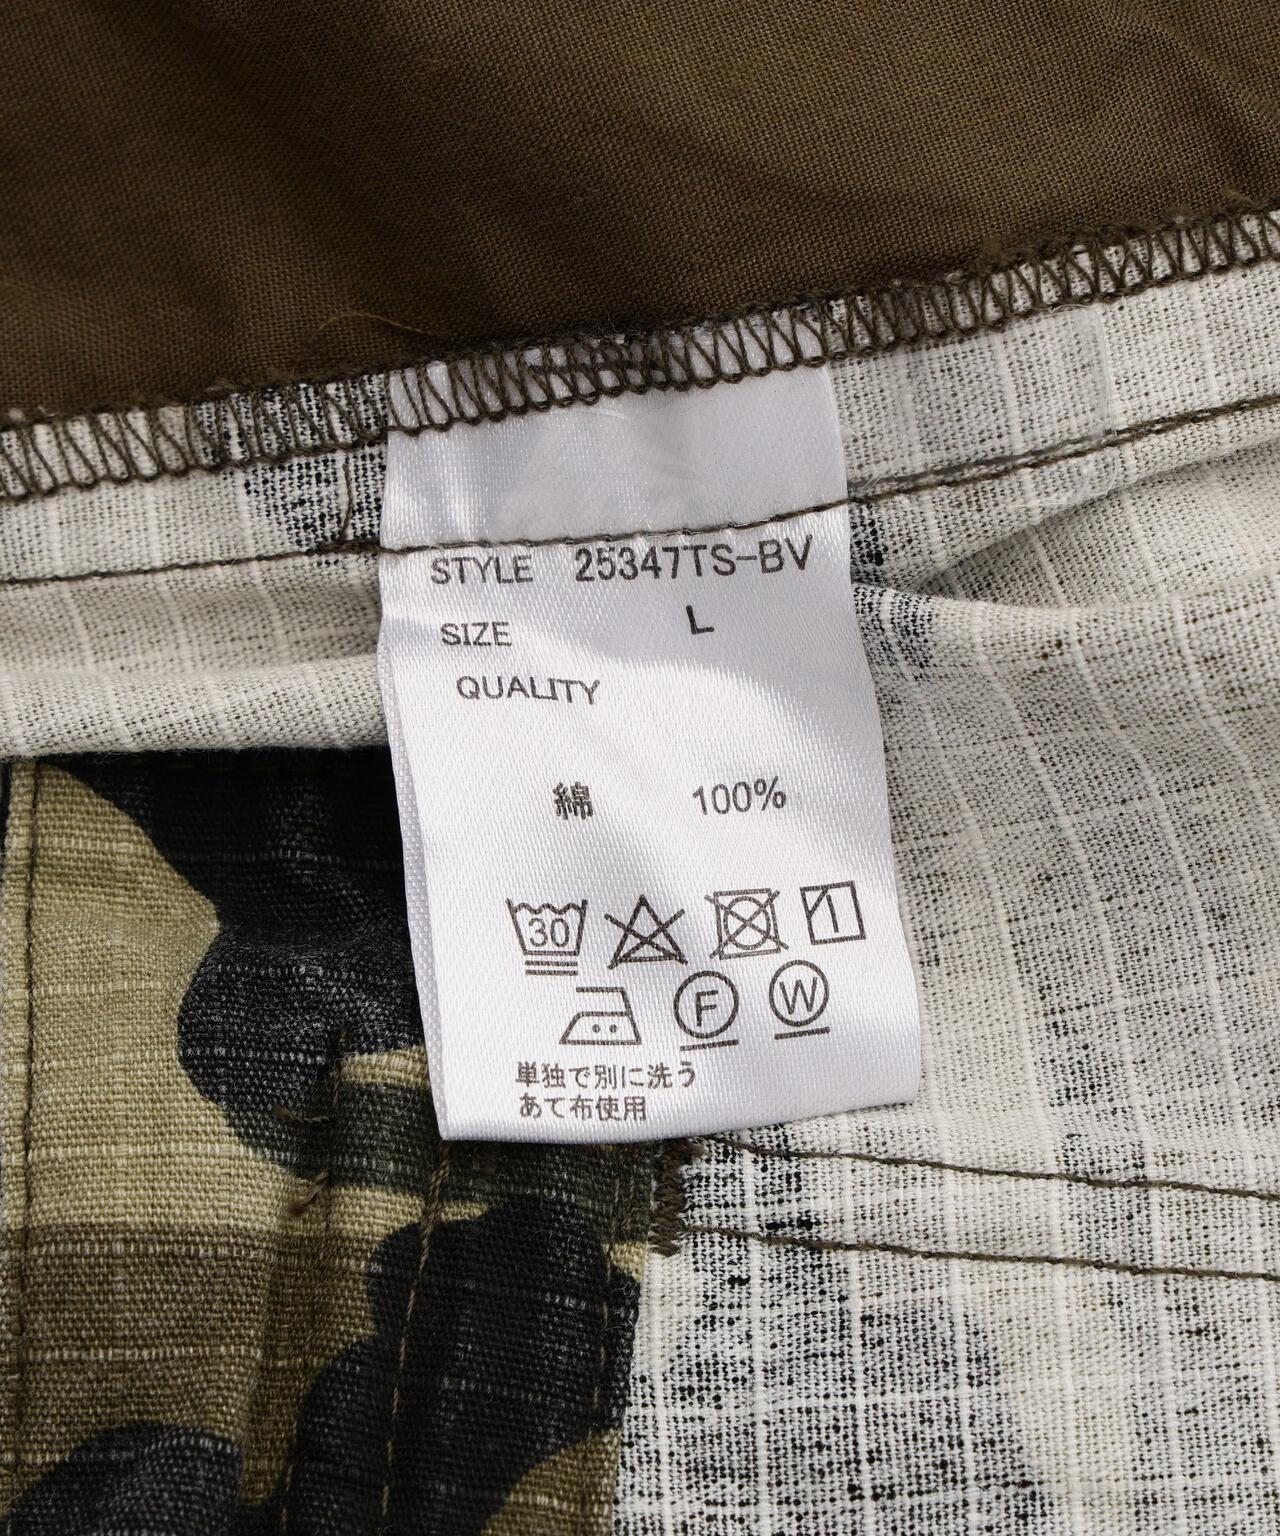 STYLE 25347TS-BV
SIZE L
QUALITY
綿 100%
30
F W
単独で別に洗う
あて布使用